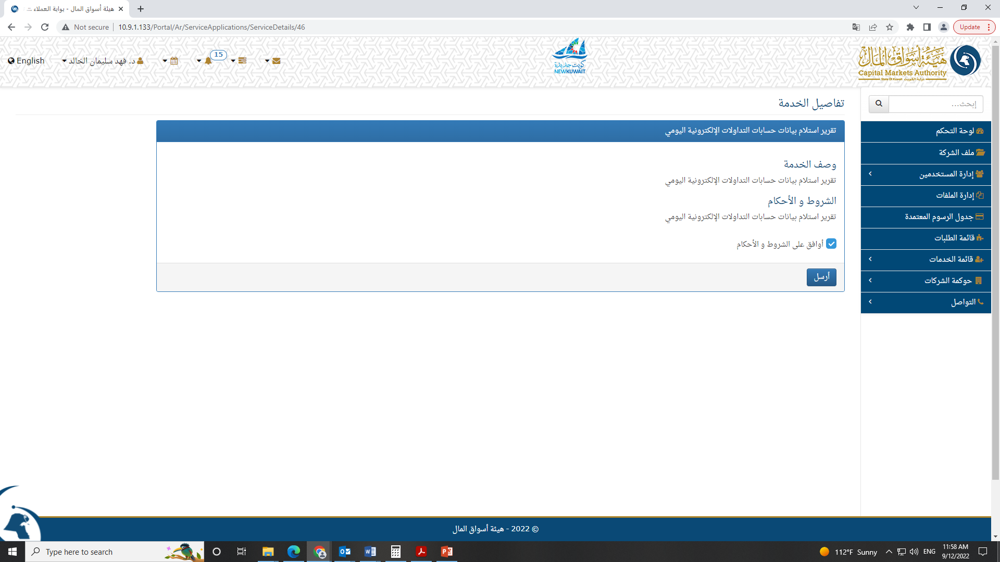 هيئة أسواق المال - بوابة العملاء .::
Not secure
10.9.1.133/Portal/Ar/ServiceApplications/ServiceDetails/46
Update
English
د. فهد سليمان الخالد
15
كويت جديدة
NEWKUWAIT
هيئة أسواق المال
Capital Markets Authority
State Of Kuwait دولة الكويت
إبحث...
لوحة التحكم
ملف الشركة
إدارة المستخدمين
إدارة الملفات
جدول الرسوم المعتمدة
قائمة الطلبات
قائمة الخدمات
حوكمة الشركات
التواصل
تفاصيل الخدمة
تقرير استلام بيانات حسابات التداولات الإلكترونية اليومي
وصف الخدمة
تقرير استلام بيانات حسابات التداولات الإلكترونية اليومي
الشروط و الأحكام
تقرير استلام بيانات حسابات التداولات الإلكترونية اليومي
أوافق على الشروط و الأحكام
أرسل
© 2022 - هيئة أسواق المال
Type here to search
112°F Sunny
ENG
11:58 AM
9/12/2022